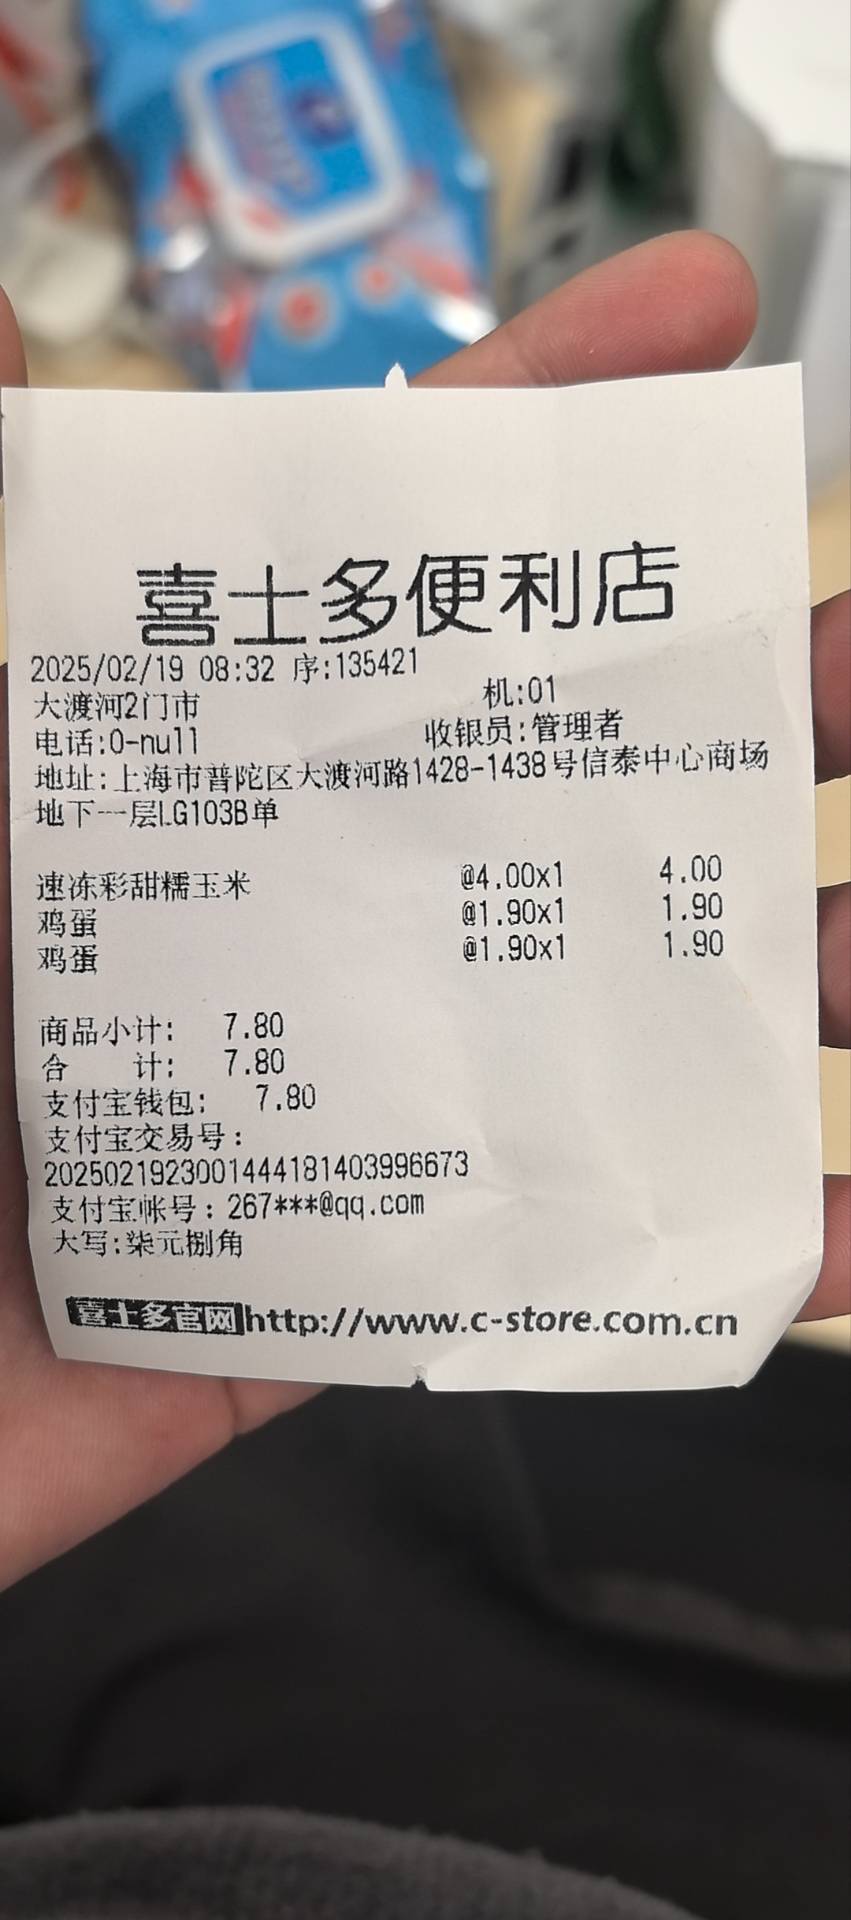 喜士多便利店
2025/02/19 08:32 序:135421
大渡河2门市 机:01
电话:0-null 收银员:管理者
地址:上海市普陀区大渡河路1428-1438号信泰中心商场
地下一层LG103B单
速冻彩甜糯玉米 @4.00x1 4.00
鸡蛋 @1.90x1 1.90
鸡蛋 @1.90x1 1.90
商品小计: 7.80
合 计: 7.80
支付宝钱包: 7.80
支付宝交易号:
2025021923001444181403996673
支付宝帐号:267***@qq.com
大写:柒元捌角
喜士多官网http://www.c-store.com.cn